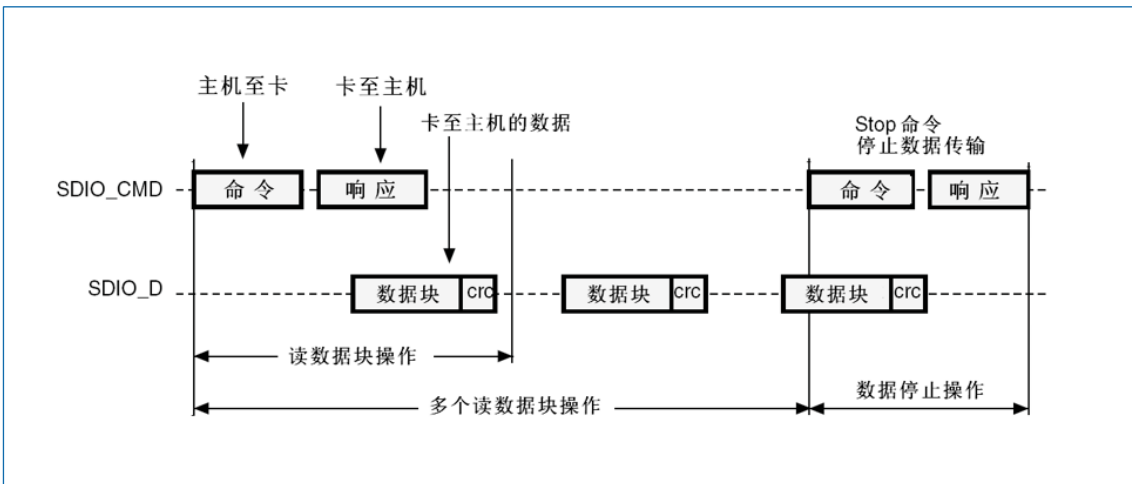 主机至卡
卡至主机
卡至主机的数据
Stop 命令
停止数据传输
SDIO_CMD
命令
响应
命令
响应
SDIO_D
数据块
crc
数据块
crc
数据块
crc
读数据块操作
多个读数据块操作
数据停止操作